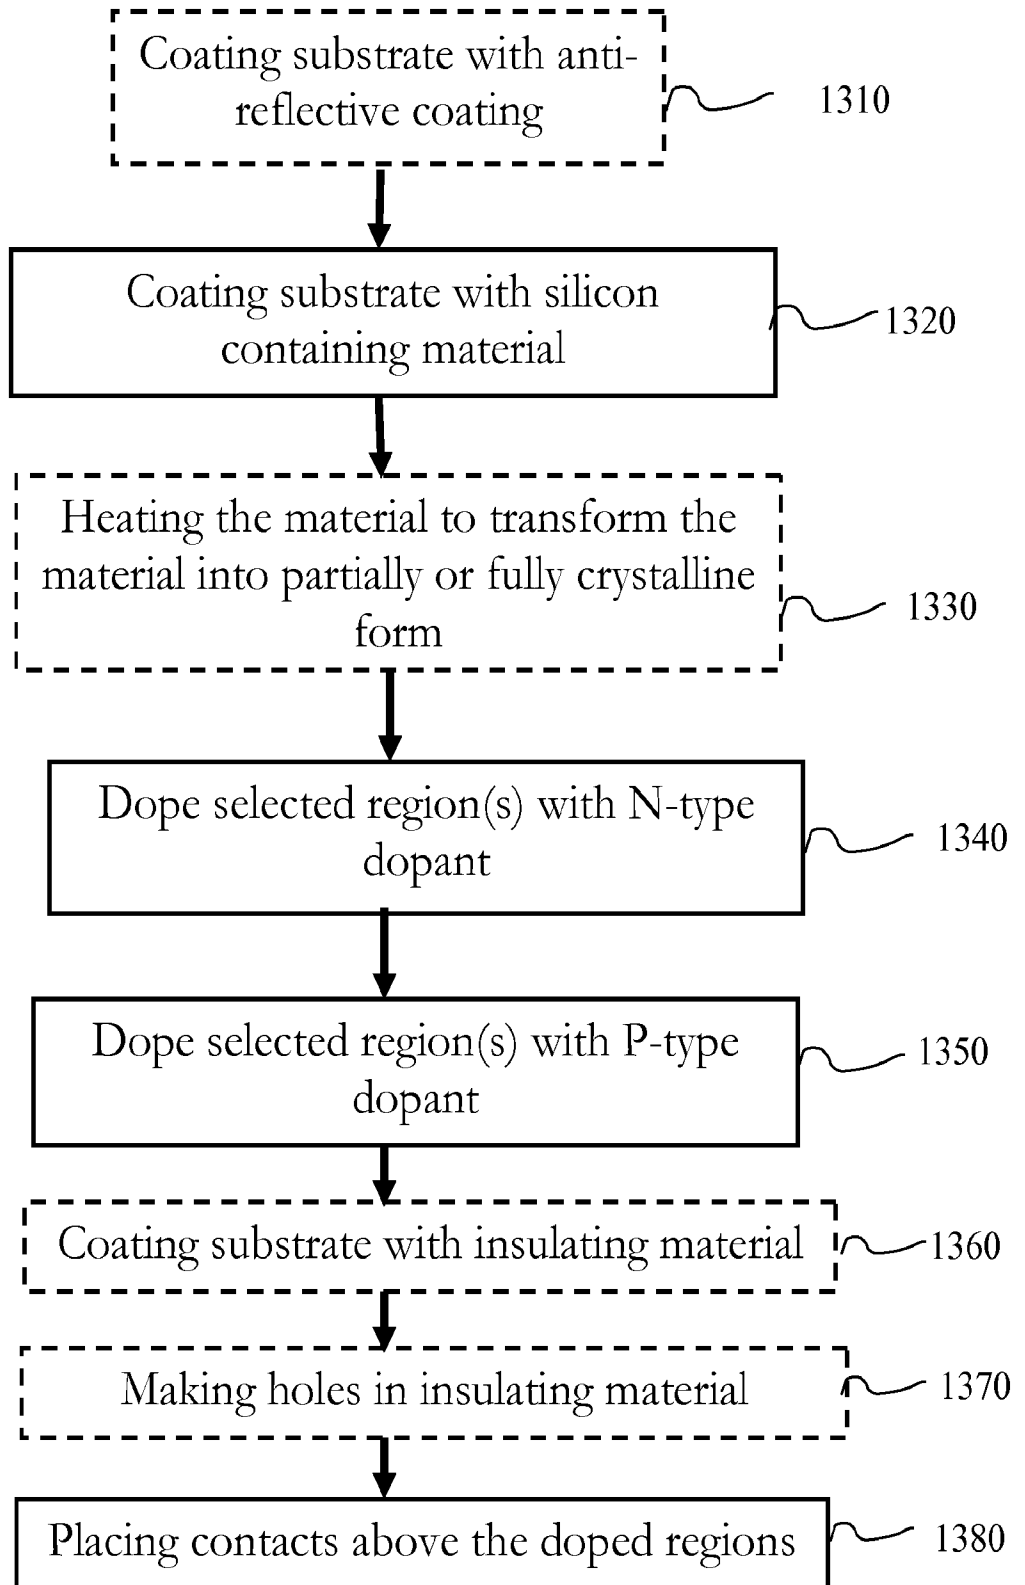 Coating substrate with anti-
reflective coating
1310
Coating substrate with silicon
containing material
1320
Heating the material to transform the
material into partially or fully crystalline
form
1330
Dope selected region(s) with N-type
dopant
1340
Dope selected region(s) with P-type
dopant
1350
Coating substrate with insulating material
1360
Making holes in insulating material
1370
Placing contacts above the doped regions
1380